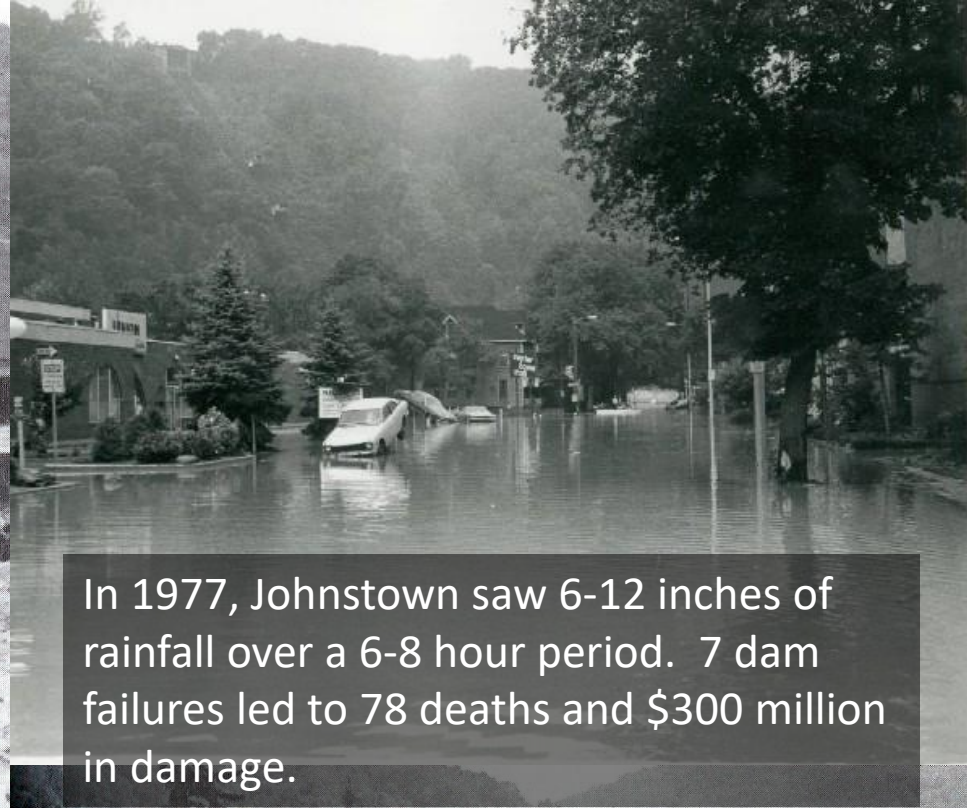 In 1977, Johnstown saw 6-12 inches of
rainfall over a 6-8 hour period.  7 dam
failures led to 78 deaths and $300 million
in damage.